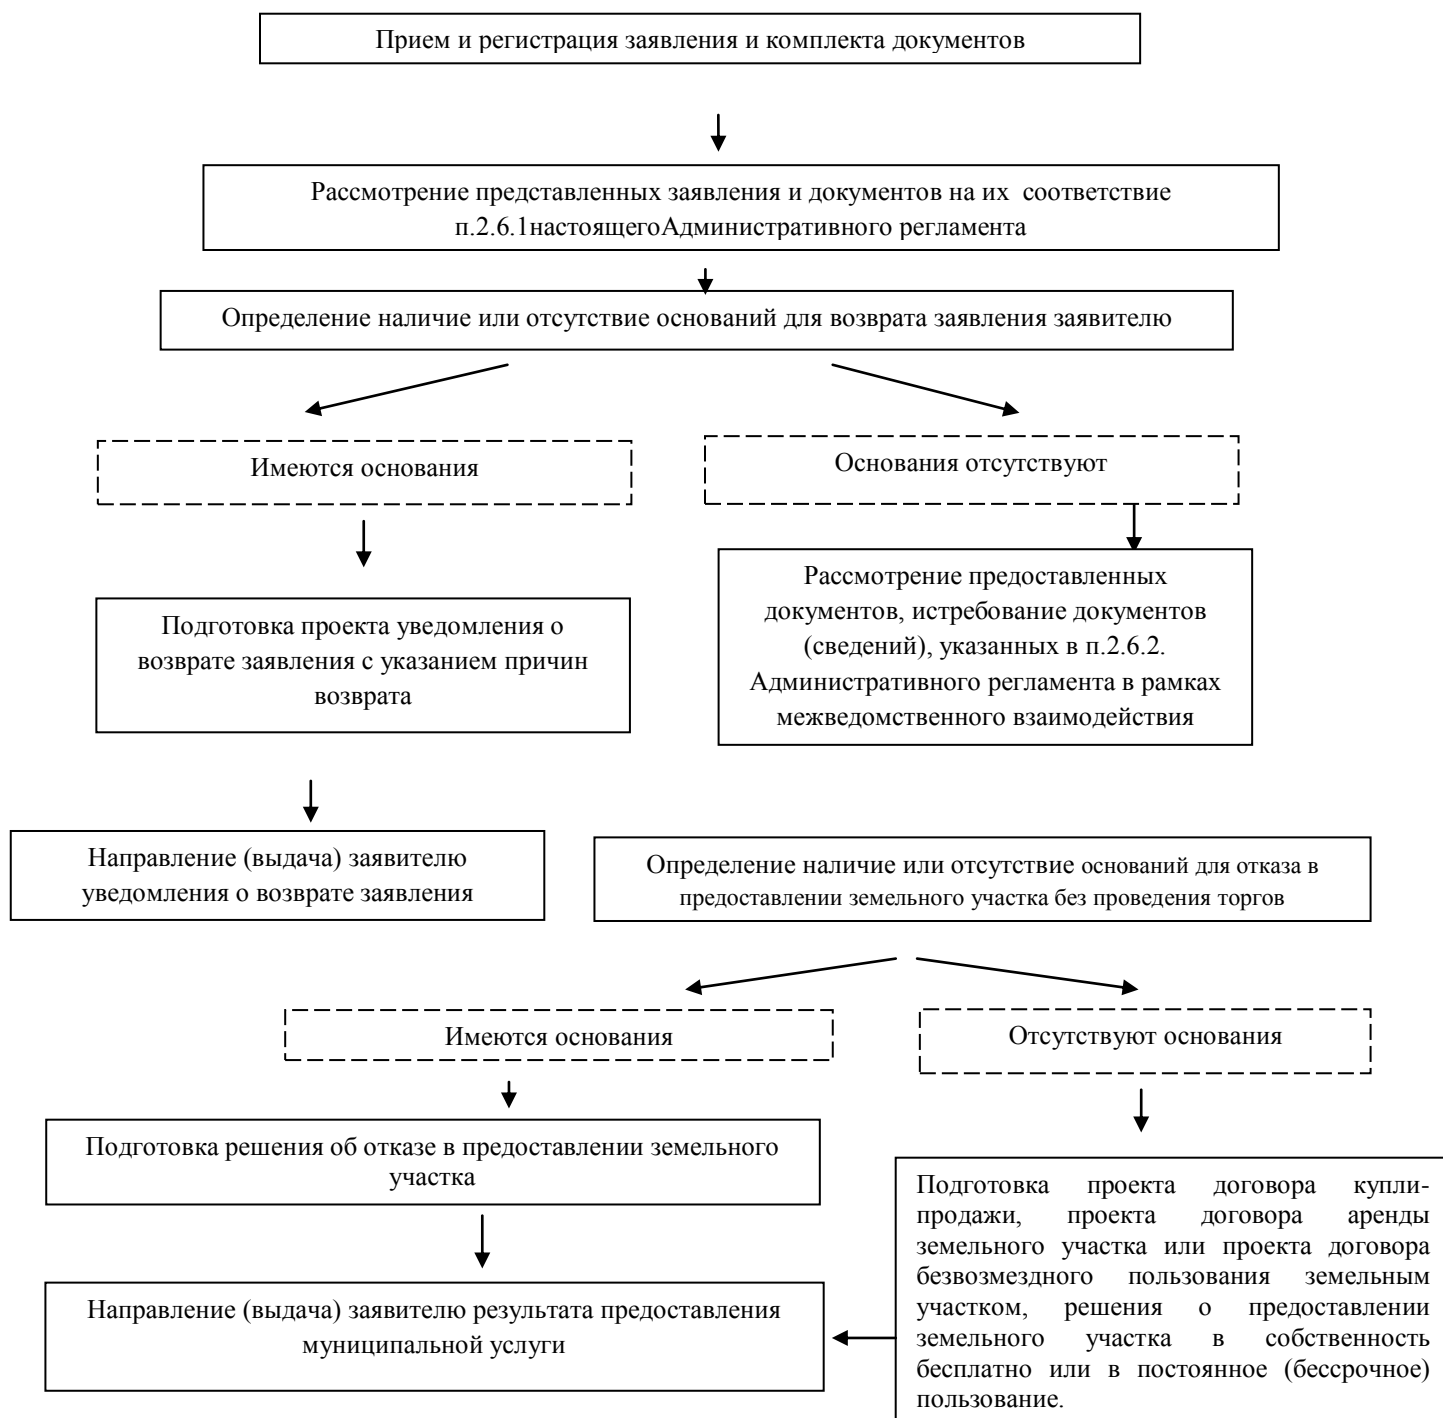 Прием и регистрация заявления и комплекта документов
Рассмотрение представленных заявления и документов на их соответствие
п.2.6.1настоящегоАдминистративного регламента
Определение наличие или отсутствие оснований для возврата заявления заявителю
Имеются основания
Основания отсутствуют
Подготовка проекта уведомления о
возврате заявления с указанием причин
возврата
Рассмотрение предоставленных
документов, истребование документов
(сведений), указанных в п.2.6.2.
Административного регламента в рамках
межведомственного взаимодействия
Направление (выдача) заявителю
уведомления о возврате заявления
Определение наличие или отсутствие оснований для отказа в
предоставлении земельного участка без проведения торгов
Имеются основания
Отсутствуют основания
Подготовка решения об отказе в предоставлении земельного
участка
Направление (выдача) заявителю результата предоставления
муниципальной услуги
Подготовка проекта договора купли-
продажи, проекта договора аренды
земельного участка или проекта договора
безвозмездного пользования земельным
участком, решения о предоставлении
земельного участка в собственность
бесплатно или в постоянное (бессрочное)
пользование.